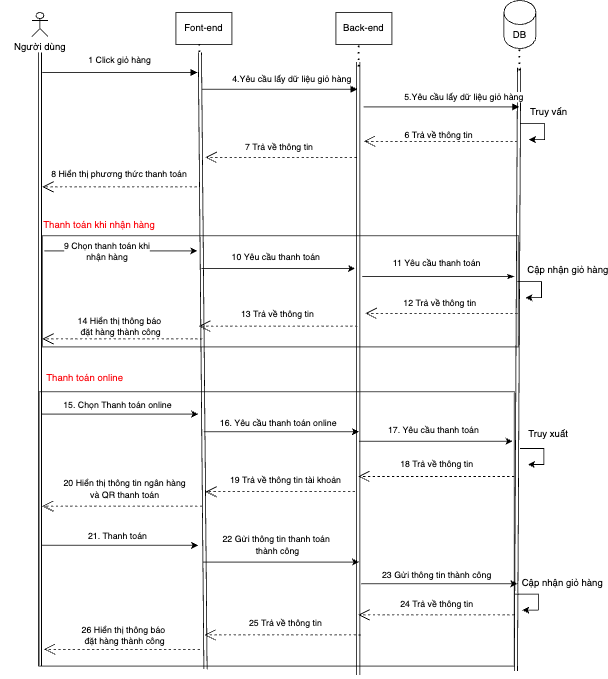 Người dùng
Font-end
Back-end
DB
1 Click giỏ hàng
4.Yêu cầu lấy dữ liệu giỏ hàng
5.Yêu cầu lấy dữ liệu giỏ hàng
Truy vấn
6 Trả về thông tin
7 Trả về thông tin
8 Hiển thị phương thức thanh toán
Thanh toán khi nhận hàng
9 Chọn thanh toán khi
nhận hàng
10 Yêu cầu thanh toán
11 Yêu cầu thanh toán
Cập nhận giỏ hàng
12 Trả về thông tin
13 Trả về thông tin
14 Hiển thị thông báo
đặt hàng thành công
Thanh toán online
15. Chọn Thanh toán online
16. Yêu cầu thanh toán online
17. Yêu cầu thanh toán
Truy xuất
18 Trả về thông tin
19 Trả về thông tin tài khoản
20 Hiển thị thông tin ngân hàng
và QR thanh toán
21. Thanh toán
22 Gửi thông tin thanh toán
thành công
23 Gửi thông tin thành công
Cập nhận giỏ hàng
24 Trả về thông tin
25 Trả về thông tin
26 Hiển thị thông báo
đặt hàng thành công